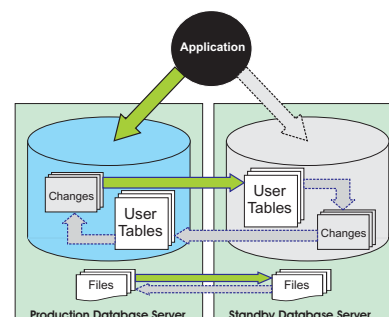 Application
Changes
User
Tables
User
Tables
Changes
Files
Files
Production Database Server
Standby Database Server